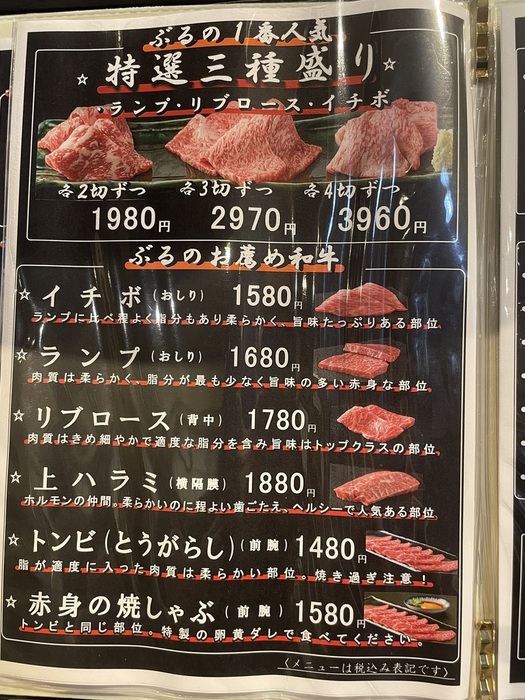 ぶるの1番人気
☆特選三種盛り☆
・ランプ・リブロース・イチボ
各2切ずつ 各3切ずつ 各4切ずつ
1980円 2970円 3960円
ぶるのお薦め和牛
☆イチボ(おしり) 1580円
ランプに比べ程よく脂分もあり柔らかく、旨味たっぷりある部位、
☆ランプ(おしり) 1680円
肉質は柔らかく、脂分が最も少なく旨味の多い赤身な部位、
☆リブロース(背中) 1780円
肉質はきめ細やかで適度な脂分を含み旨味はトップクラスの部位、
☆上ハラミ(横隔膜) 1880円
ホルモンの仲間。柔らかいのに程よい歯ごたえ、ヘルシーで人気ある部位、
☆トンビ(とうがらし)(前腕) 1480円
脂が適度に入った肉質は柔らかい部位。焼き過ぎ注意!
☆赤身の焼しゃぶ(前腕) 1580円
トンビと同じ部位。特製の卵黄ダレで食べてください。
〈メニューは税込み表記です〉